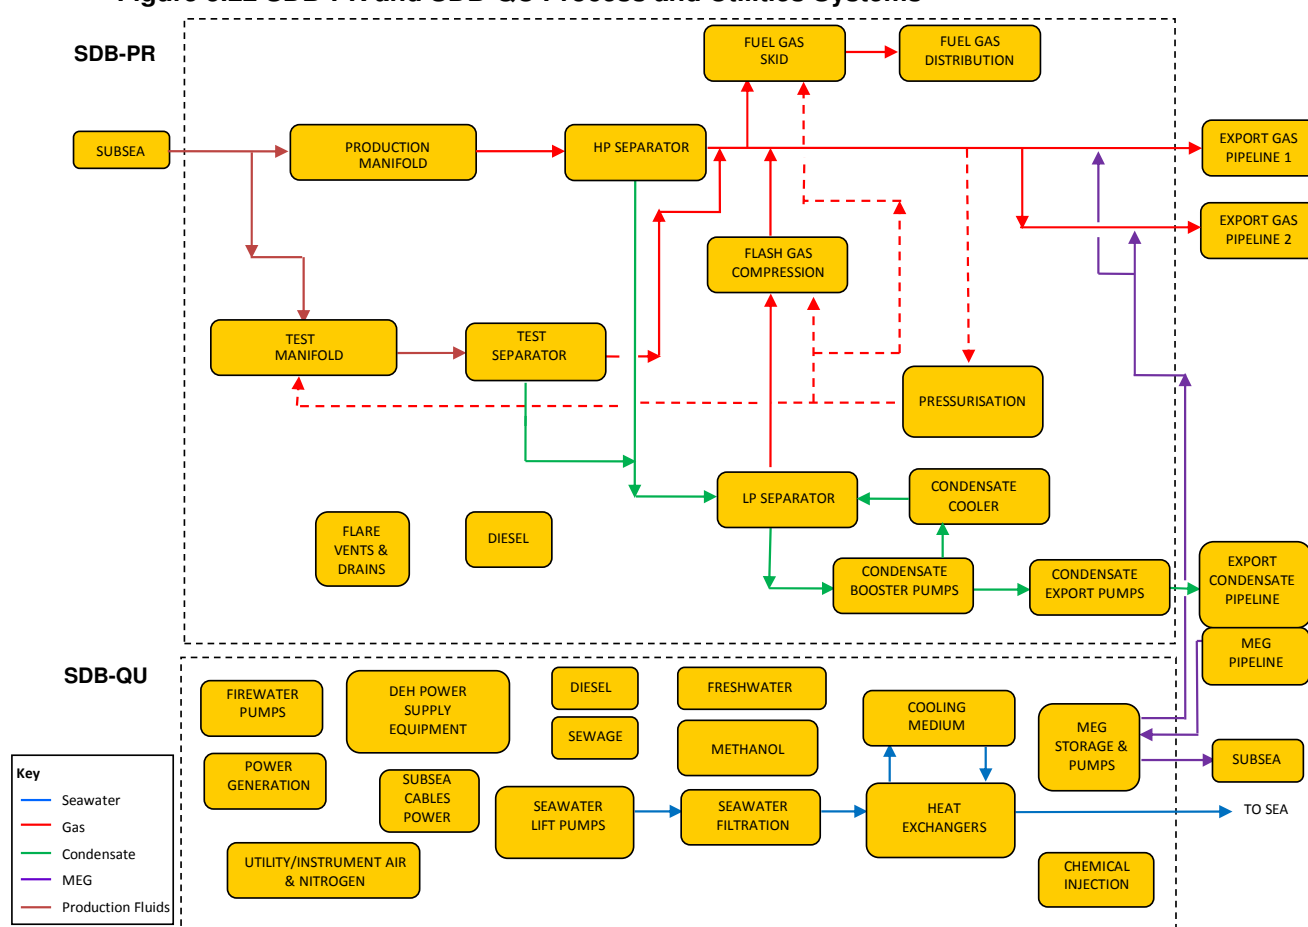 SDB-PR
FUEL GAS
SKID
FUEL GAS
DISTRIBUTION
SUBSEA
PRODUCTION
MANIFOLD
HP SEPARATOR
EXPORT GAS
PIPELINE 1
EXPORT GAS
PIPELINE 2
FLASH GAS
COMPRESSION
TEST
MANIFOLD
TEST
SEPARATOR
PRESSURISATION
LP SEPARATOR
CONDENSATE
COOLER
FLARE
VENTS &
DRAINS
DIESEL
CONDENSATE
BOOSTER PUMPS
CONDENSATE
EXPORT PUMPS
EXPORT
CONDENSATE
PIPELINE
MEG
PIPELINE
SDB-QU
FIREWATER
PUMPS
DEH POWER
SUPPLY
EQUIPMENT
DIESEL
FRESHWATER
SEWAGE
METHANOL
COOLING
MEDIUM
MEG
STORAGE &
PUMPS
SUBSEA
POWER
GENERATION
SUBSEA
CABLES
POWER
SEAWATER
LIFT PUMPS
SEAWATER
FILTRATION
HEAT
EXCHANGERS
TO SEA
UTILITY/INSTRUMENT AIR
& NITROGEN
CHEMICAL
INJECTION
Key
Seawater
Gas
Condensate
MEG
Production Fluids